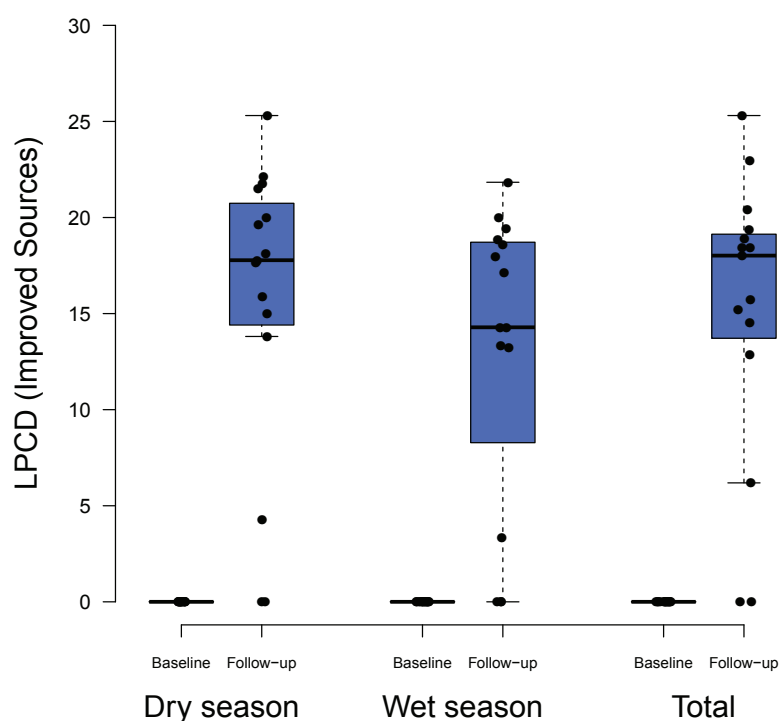 LPCD (Improved Sources)
30
25
20
15
10
5
0
Baseline Follow-up Baseline Follow-up Baseline Follow-up
Dry season Wet season Total